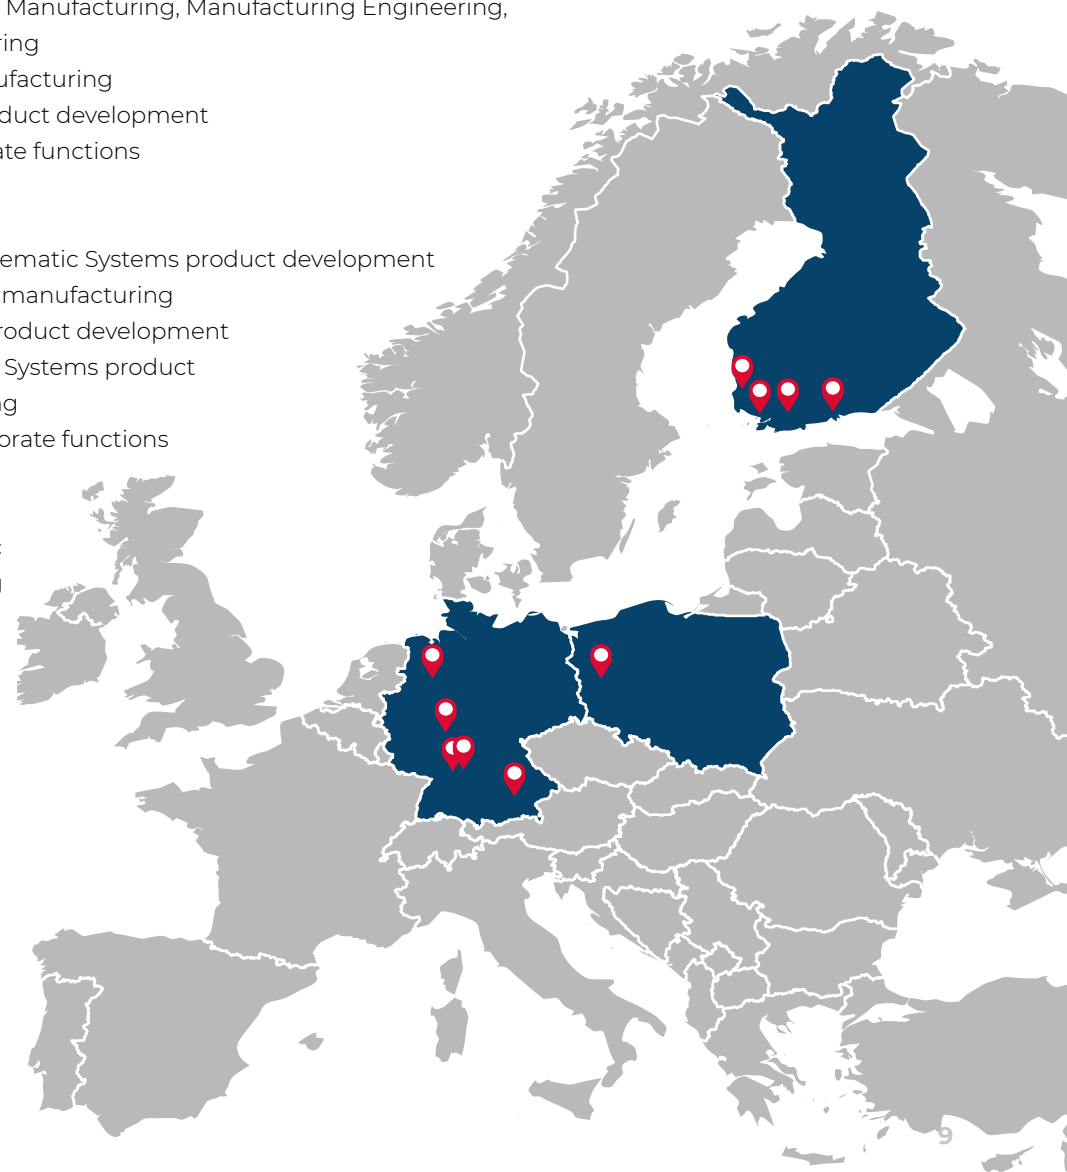 Manufacturing, Manufacturing Engineering,
ring
ufacturing
duct development
ate functions
ematic Systems product development
manufacturing
roduct development
Systems product
ng
orate functions
9